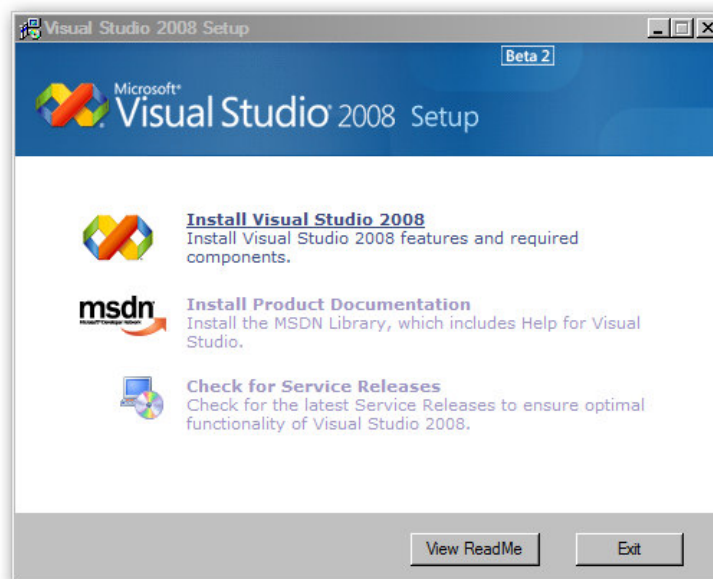 Visual Studio 2008 Setup
Beta 2
Microsoft®
Visual Studio® 2008 Setup
Install Visual Studio 2008
Install Visual Studio 2008 features and required
components.
msdn
Microsoft Developer Network
Install Product Documentation
Install the MSDN Library, which includes Help for Visual
Studio.
Check for Service Releases
Check for the latest Service Releases to ensure optimal
functionality of Visual Studio 2008.
View ReadMe
Exit